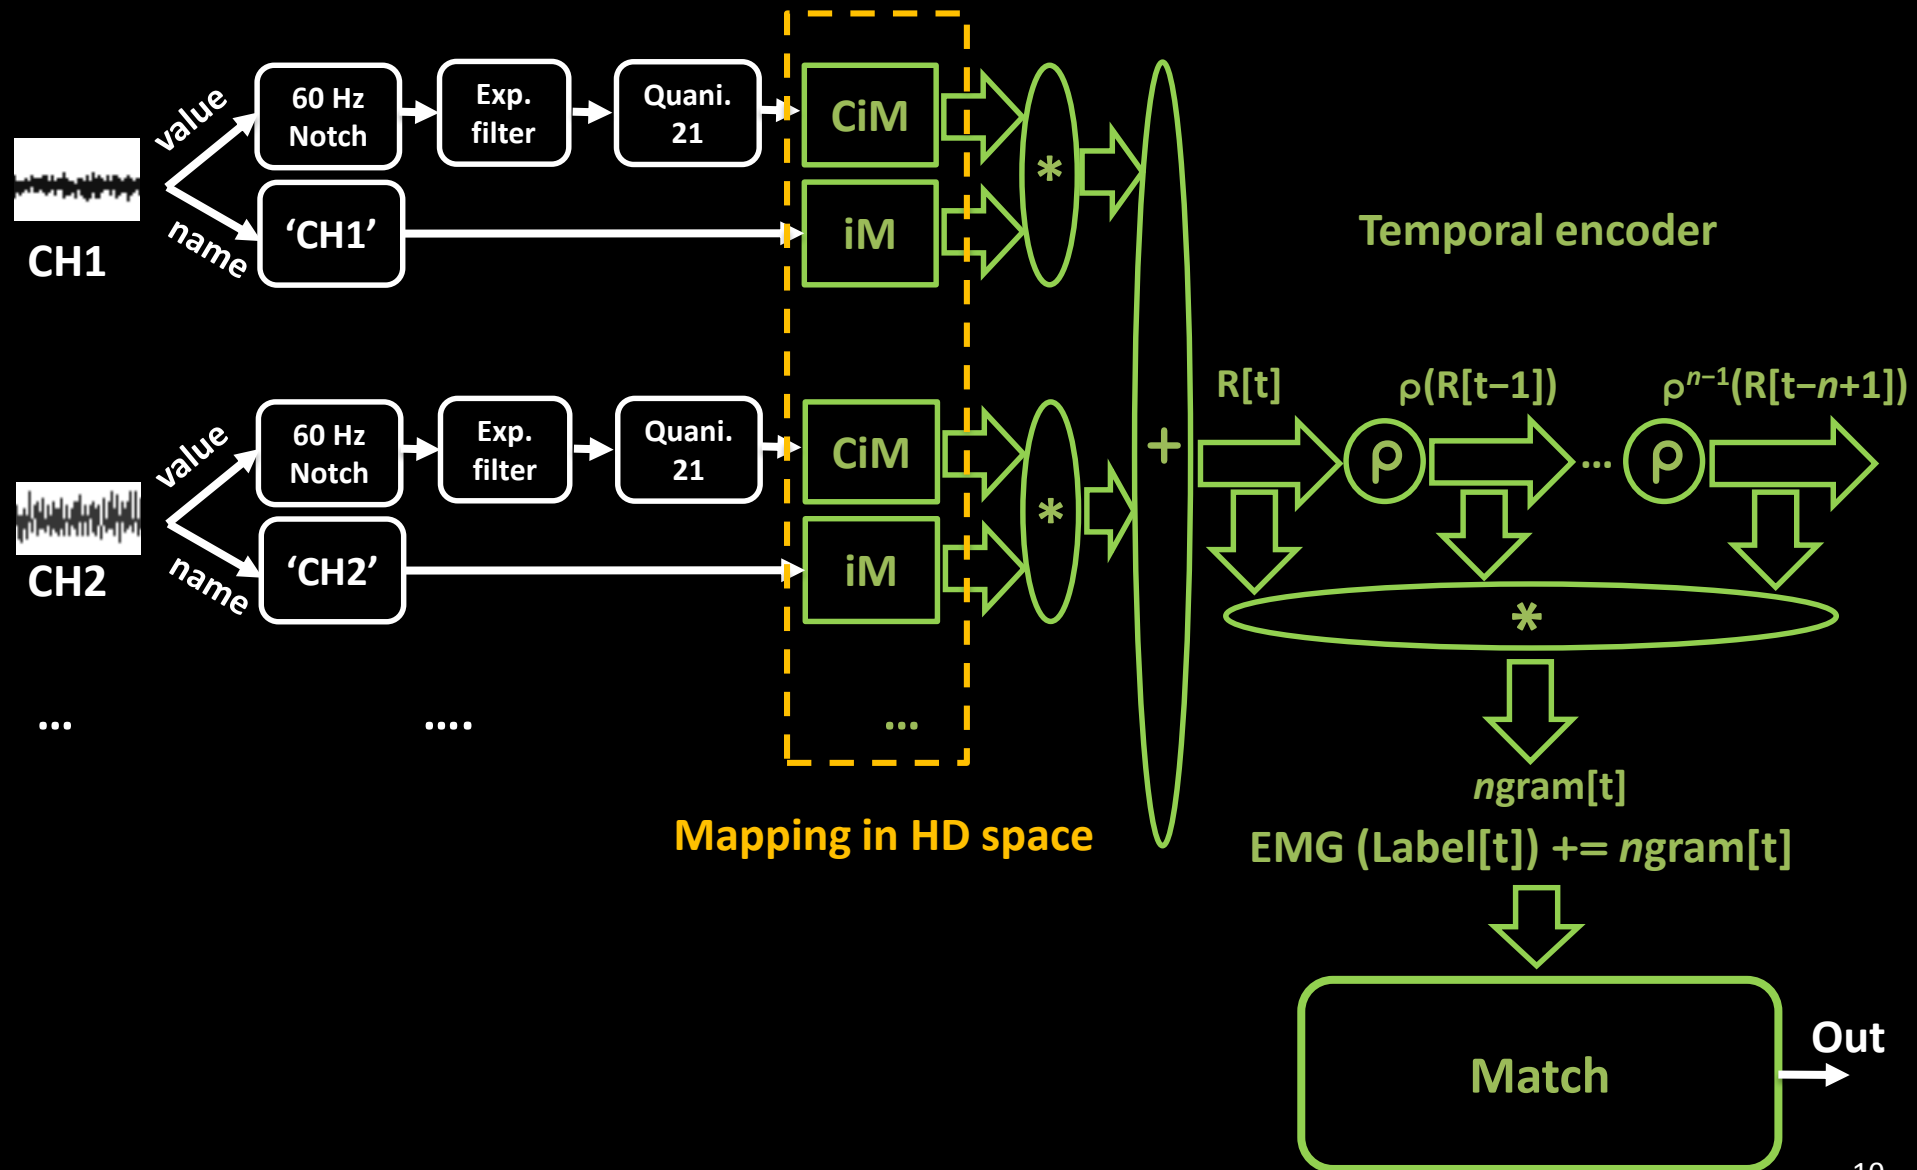 value
60 Hz
Notch
Exp.
filter
Quani.
21
CiM
CH1
name
'CH1'
iM
*
Temporal encoder
value
60 Hz
Notch
Exp.
filter
Quani.
21
CiM
CH2
name
'CH2'
iM
*
+
R[t]
ρ(R[t−1])
ρⁿ⁻¹(R[t−n+1])
ρ
...
ρ
*
...
....
...
ngram[t]
Mapping in HD space
EMG (Label[t]) += ngram[t]
Match
Out